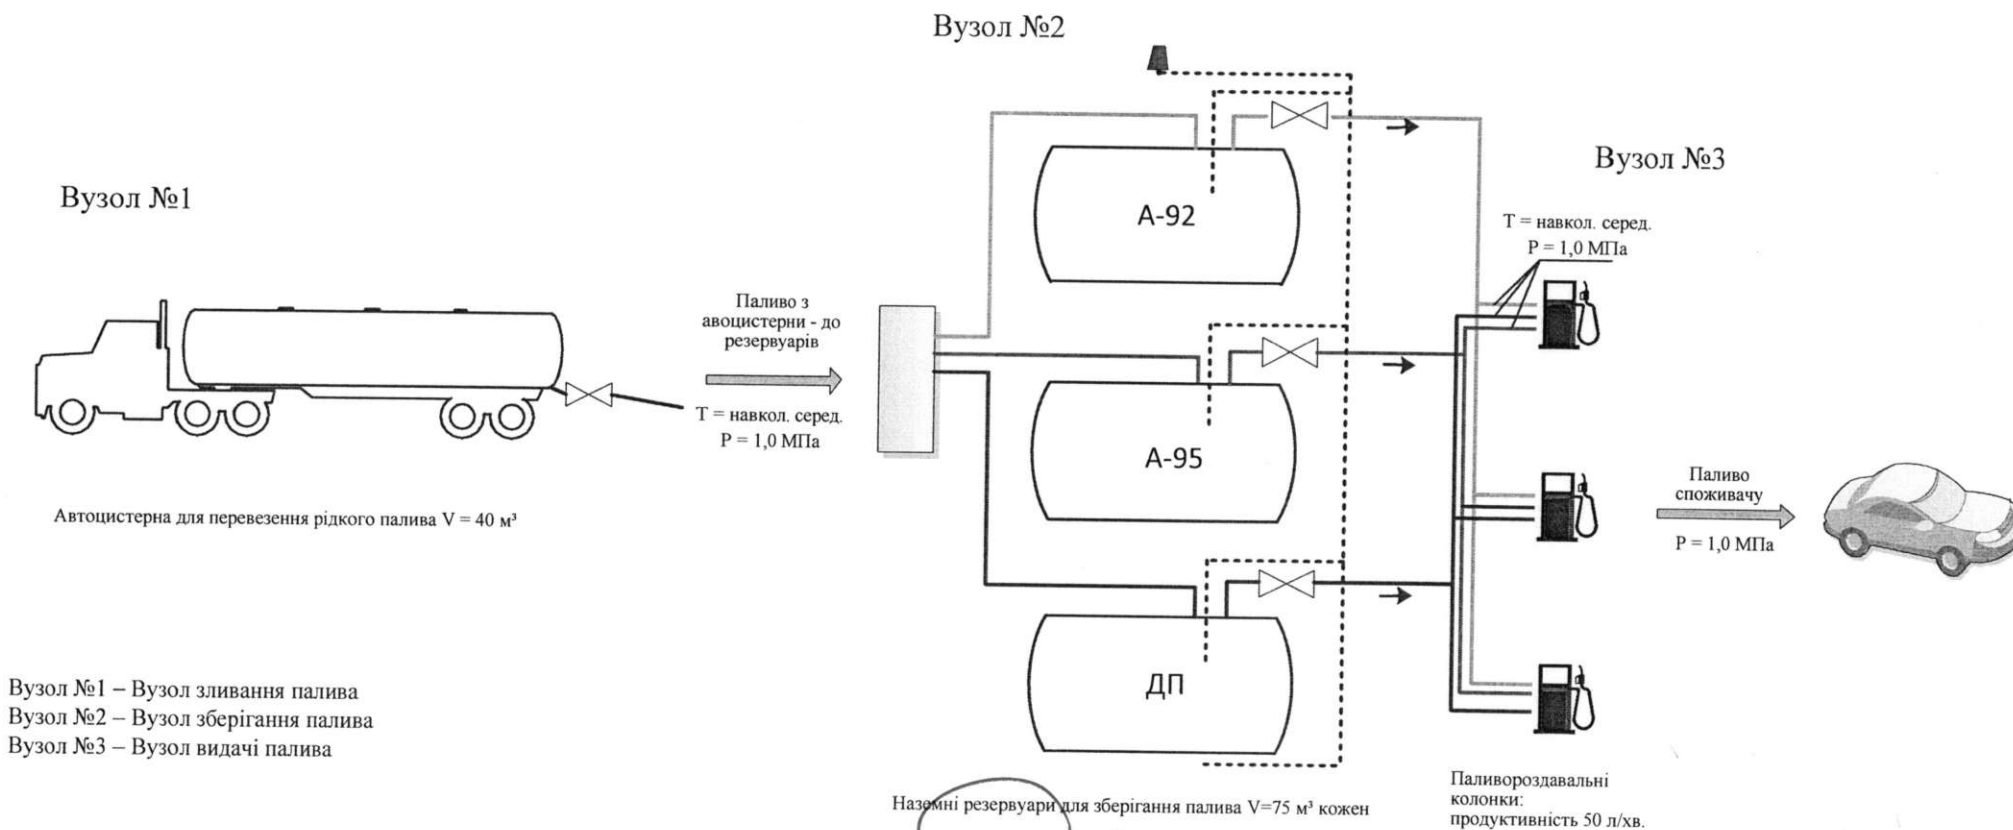 Вузол №2
Вузол №1
Вузол №3
А-92
Т = навкол. серед.
Р = 1,0 МПа
Паливо з
авоцистерни - до
резервуарів
Т = навкол. серед.
Р = 1,0 МПа
А-95
Паливо
споживачу
Р = 1,0 МПа
Автоцистерна для перевезення рідкого палива V = 40 м³
ДП
Вузол №1 – Вузол зливання палива
Вузол №2 – Вузол зберігання палива
Вузол №3 – Вузол видачі палива
Наземні резервуари для зберігання палива V=75 м³ кожен
Паливороздавальні
колонки:
продуктивність 50 л/хв.